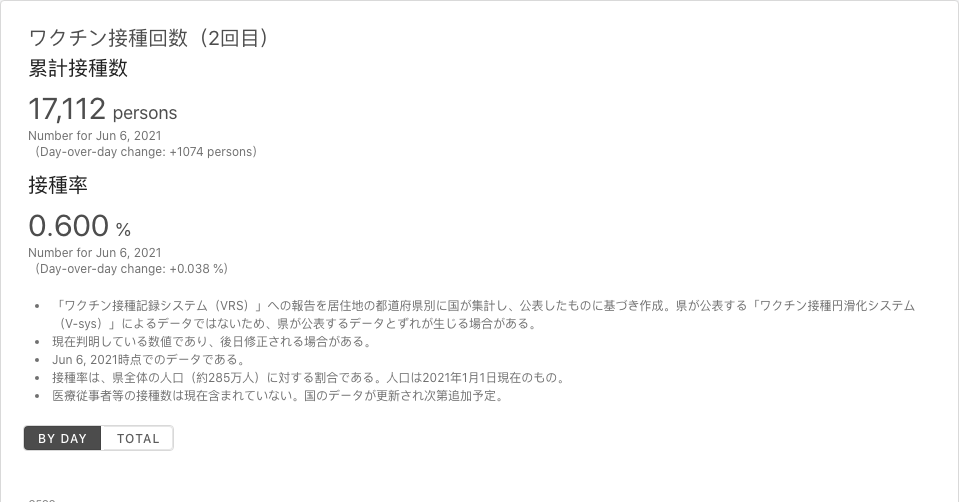 ワクチン接種回数（2回目）
累計接種数
17,112 persons
Number for Jun 6, 2021
（Day-over-day change: +1074 persons）
接種率
0.600 %
Number for Jun 6, 2021
（Day-over-day change: +0.038 %）
• 「ワクチン接種記録システム（VRS）」への報告を居住地の都道府県別に国が集計し、公表したものに基づき作成。県が公表する「ワクチン接種円滑化システム
（V-sys）」によるデータではないため、県が公表するデータとずれが生じる場合がある。
• 現在判明している数値であり、後日修正される場合がある。
• Jun 6, 2021時点でのデータである。
• 接種率は、県全体の人口（約285万人）に対する割合である。人口は2021年1月1日現在のもの。
• 医療従事者等の接種数は現在含まれていない。国のデータが更新され次第追加予定。
BY DAY TOTAL